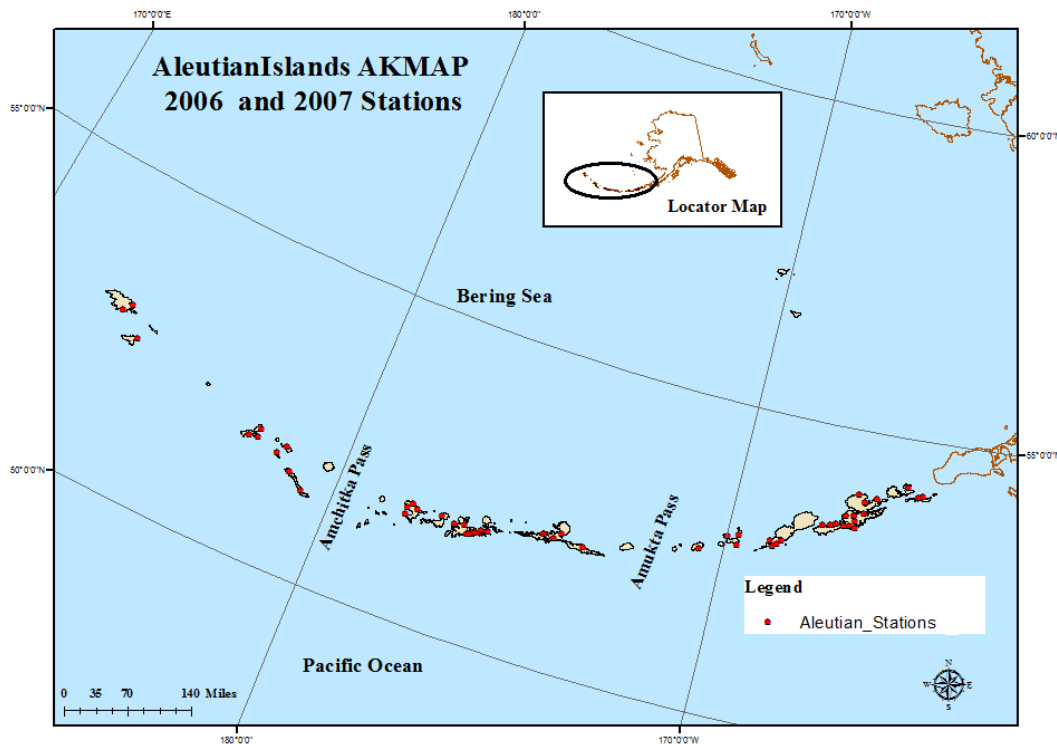 170°0'0"E
180°0'0"
170°0'0"W
AleutianIslands AKMAP
2006 and 2007 Stations
55°0'0"N
60°0'0"N
Locator Map
Bering Sea
50°0'0"N
55°0'0"N
Amchitka Pass
Amukta Pass
Legend
Aleutian_Stations
Pacific Ocean
N
W E
S
0 35 70 140 Miles
180°0'0"
170°0'0"W